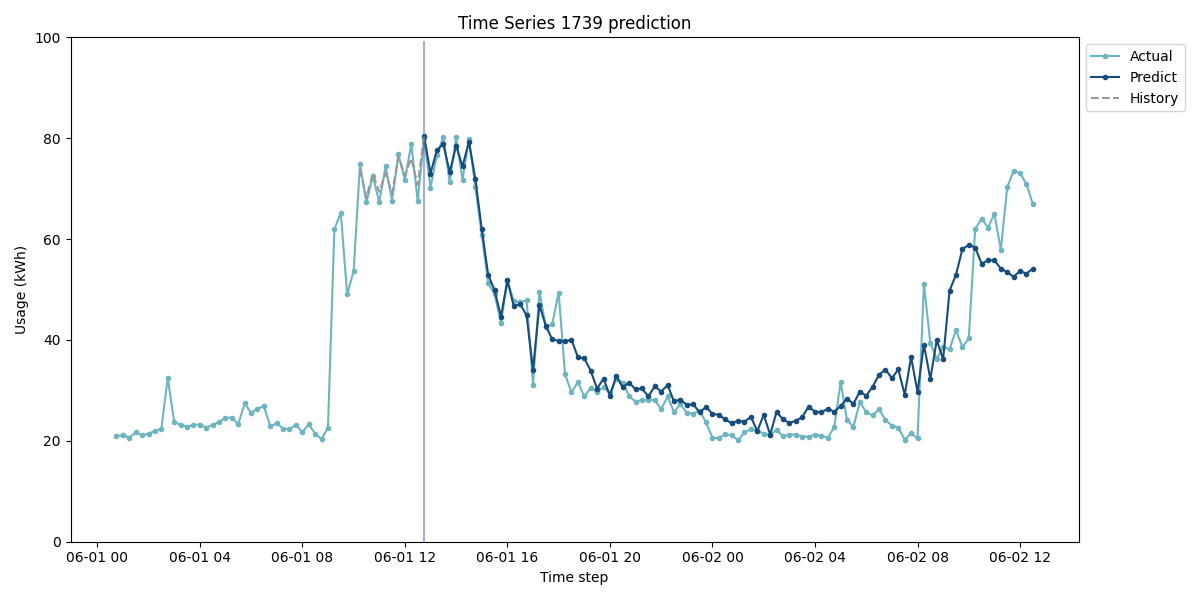 Time Series 1739 prediction
100
80
60
40
20
0
Usage (kWh)
06-01 00
06-01 04
06-01 08
06-01 12
06-01 16
06-01 20
06-02 00
06-02 04
06-02 08
06-02 12
Time step
Actual
Predict
History